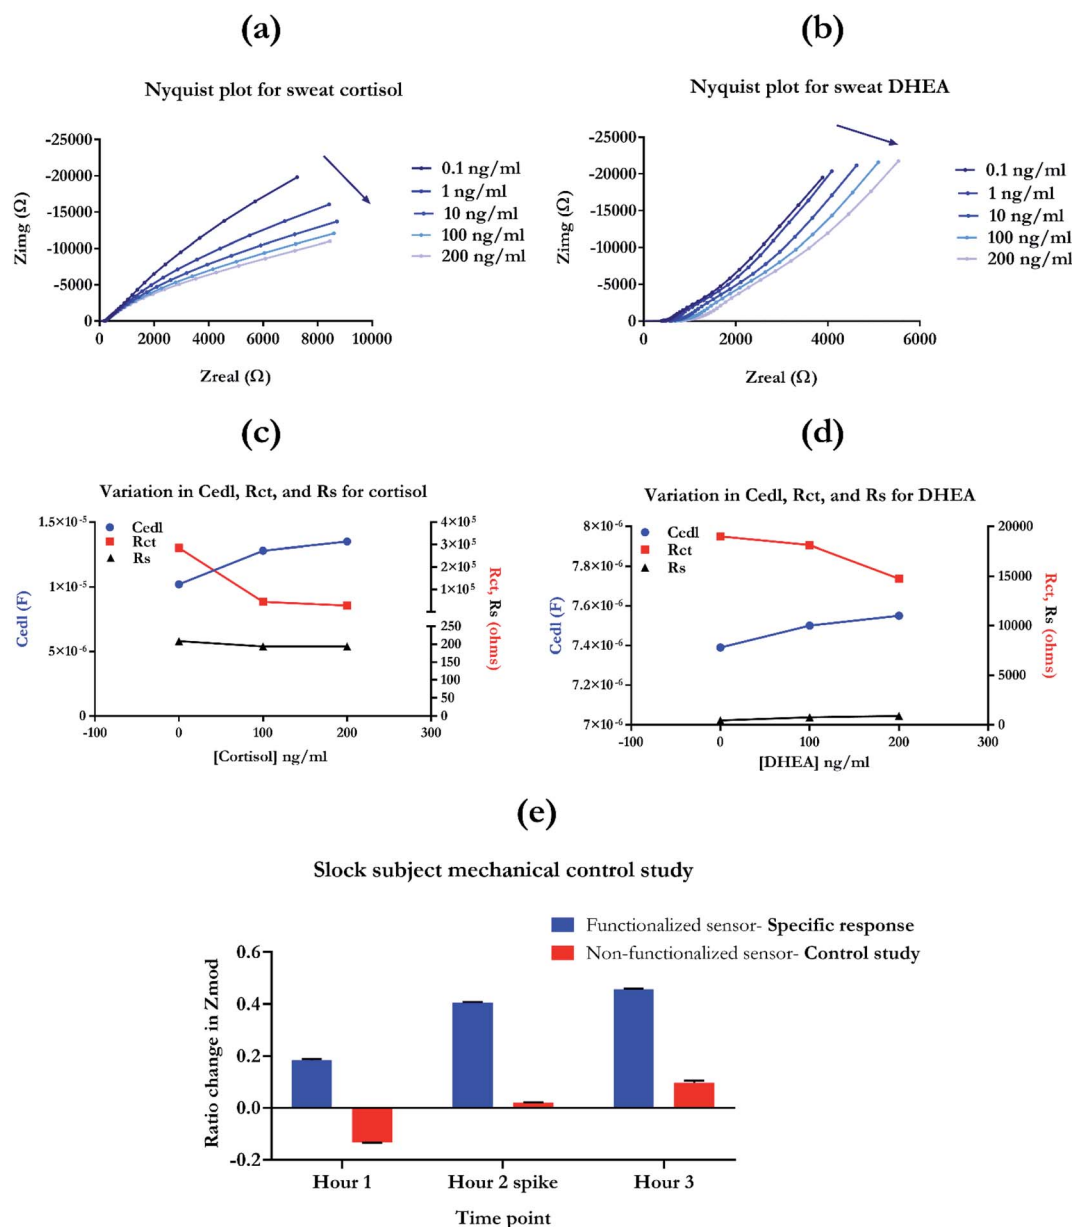 (a)
Nyquist plot for sweat cortisol
Zimg (Ω)
-25000
-20000
-15000
-10000
-5000
0
0 2000 4000 6000 8000 10000
Zreal (Ω)
0.1 ng/ml
1 ng/ml
10 ng/ml
100 ng/ml
200 ng/ml
(b)
Nyquist plot for sweat DHEA
Zimg (Ω)
-25000
-20000
-15000
-10000
-5000
0
0 2000 4000 6000
Zreal (Ω)
0.1 ng/ml
1 ng/ml
10 ng/ml
100 ng/ml
200 ng/ml
(c)
Variation in Cedl, Rct, and Rs for cortisol
Cedl
Rct
Rs
Cedl (F)
1.5×10⁻⁵
1×10⁻⁵
5×10⁻⁶
0
4×10⁵
3×10⁵
2×10⁵
1×10⁵
250
200
150
100
50
0
Rct, Rs (ohms)
-100 0 100 200 300
[Cortisol] ng/ml
(d)
Variation in Cedl, Rct, and Rs for DHEA
Cedl
Rct
Rs
Cedl (F)
8×10⁻⁶
7.8×10⁻⁶
7.6×10⁻⁶
7.4×10⁻⁶
7.2×10⁻⁶
7×10⁻⁶
20000
15000
10000
5000
0
Rct, Rs (ohms)
-100 0 100 200 300
[DHEA] ng/ml
(e)
Slock subject mechanical control study
Functionalized sensor- Specific response
Non-functionalized sensor- Control study
Ratio change in Zmod
0.6
0.4
0.2
0.0
-0.2
Hour 1 Hour 2 spike Hour 3
Time point